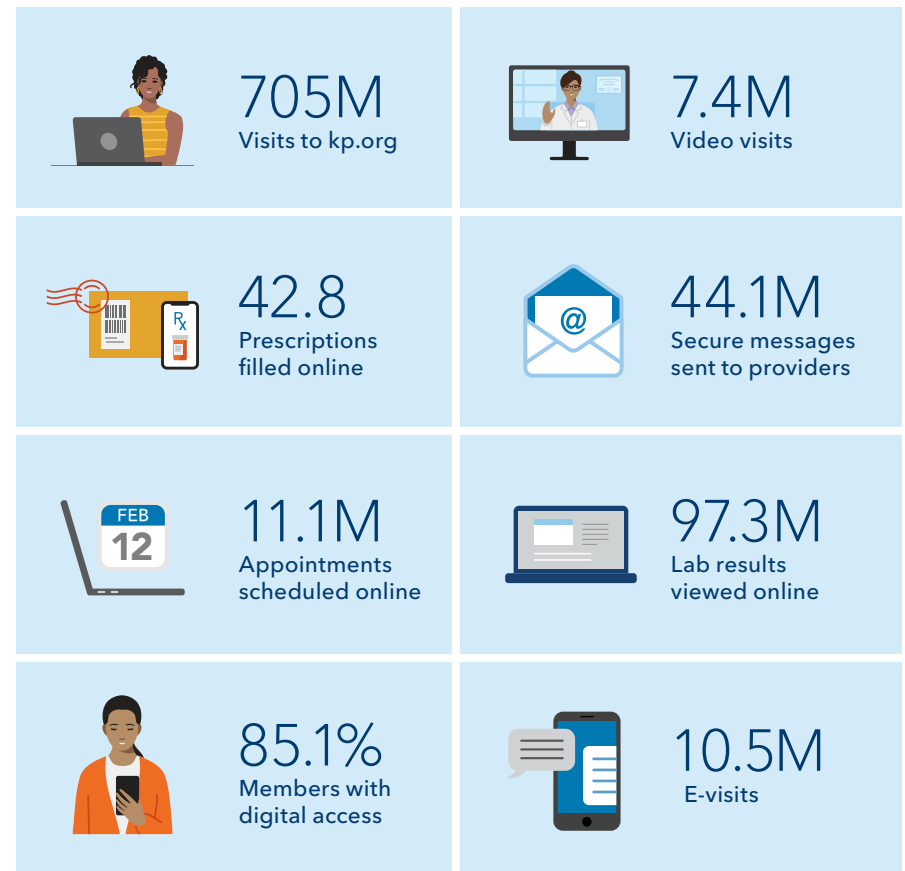 705M
Visits to kp.org
7.4M
Video visits
42.8
Prescriptions
filled online
Rx
@
44.1M
Secure messages
sent to providers
FEB
12
11.1M
Appointments
scheduled online
97.3M
Lab results
viewed online
85.1%
Members with
digital access
10.5M
E-visits